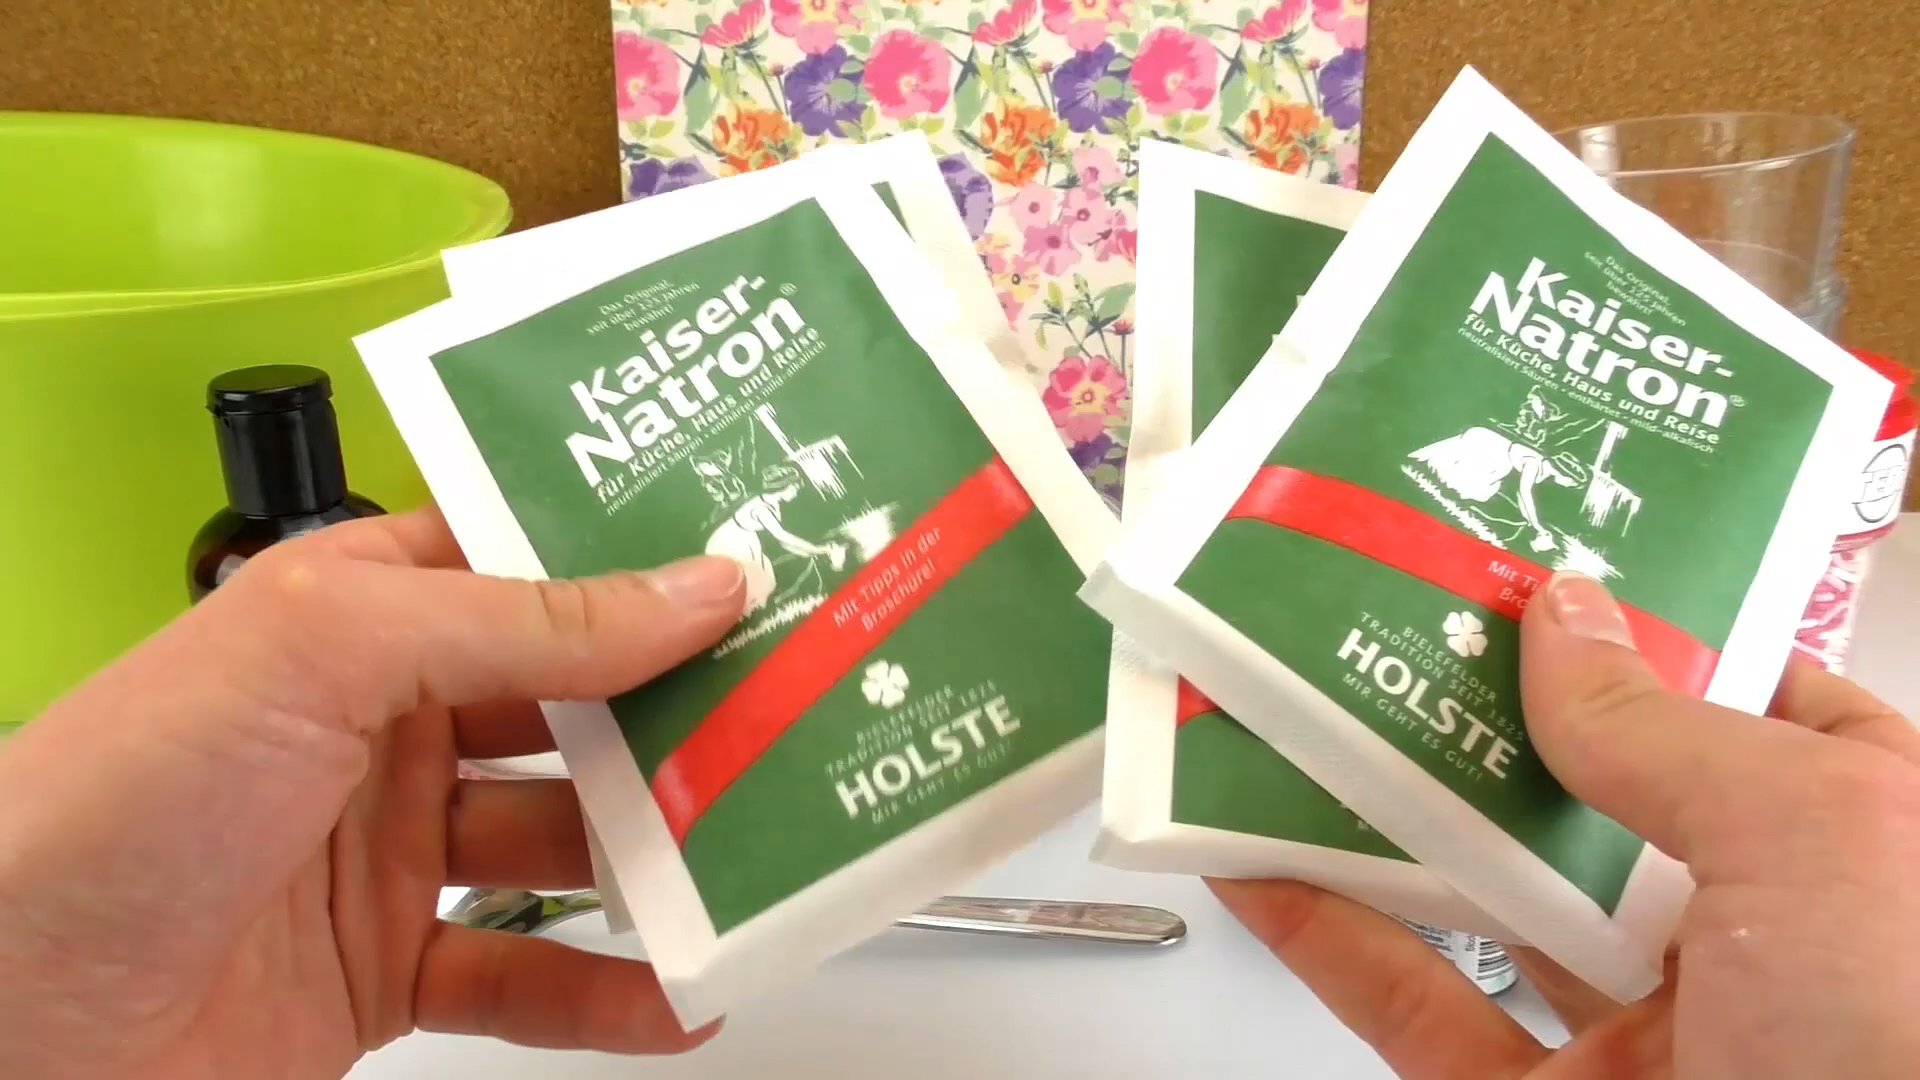 Das Original,
seit über 125 Jahren
bewährt!
Kaiser-
Natron®
für Küche, Haus und Reise
neutralisiert Säuren · enthärtet · mild-alkalisch
Mit Tipps in der
Broschüre!
BIELEFELDER
TRADITION SEIT 1825
HOLSTE
MIR GEHT ES GUT!
Das Original,
seit über 125 Jahren
bewährt!
Kaiser-
Natron®
für Küche, Haus und Reise
neutralisiert Säuren · enthärtet · mild-alkalisch
Mit
BIELEFELDER
TRADITION SEIT 1825
HOLSTE
MIR GEHT ES GUT!